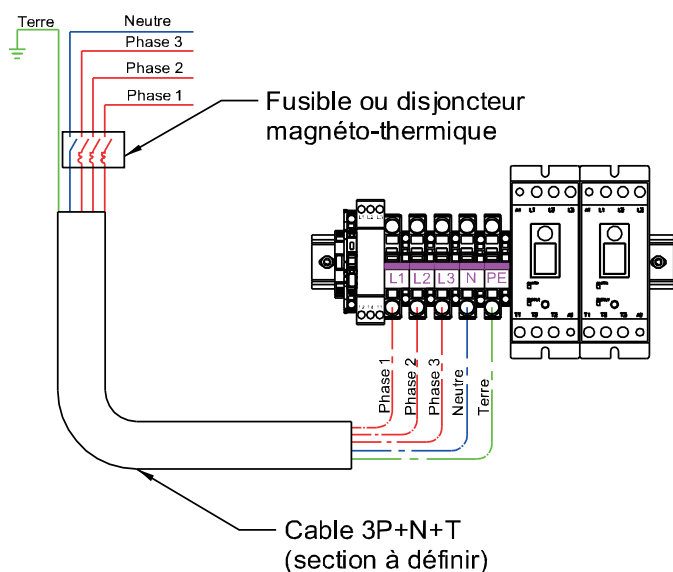 Terre
Neutre
Phase 3
Phase 2
Phase 1
Fusible ou disjoncteur
magnéto-thermique
L1 L2 L3 N PE
Phase 1
Phase 2
Phase 3
Neutre
Terre
Cable 3P+N+T
(section à définir)